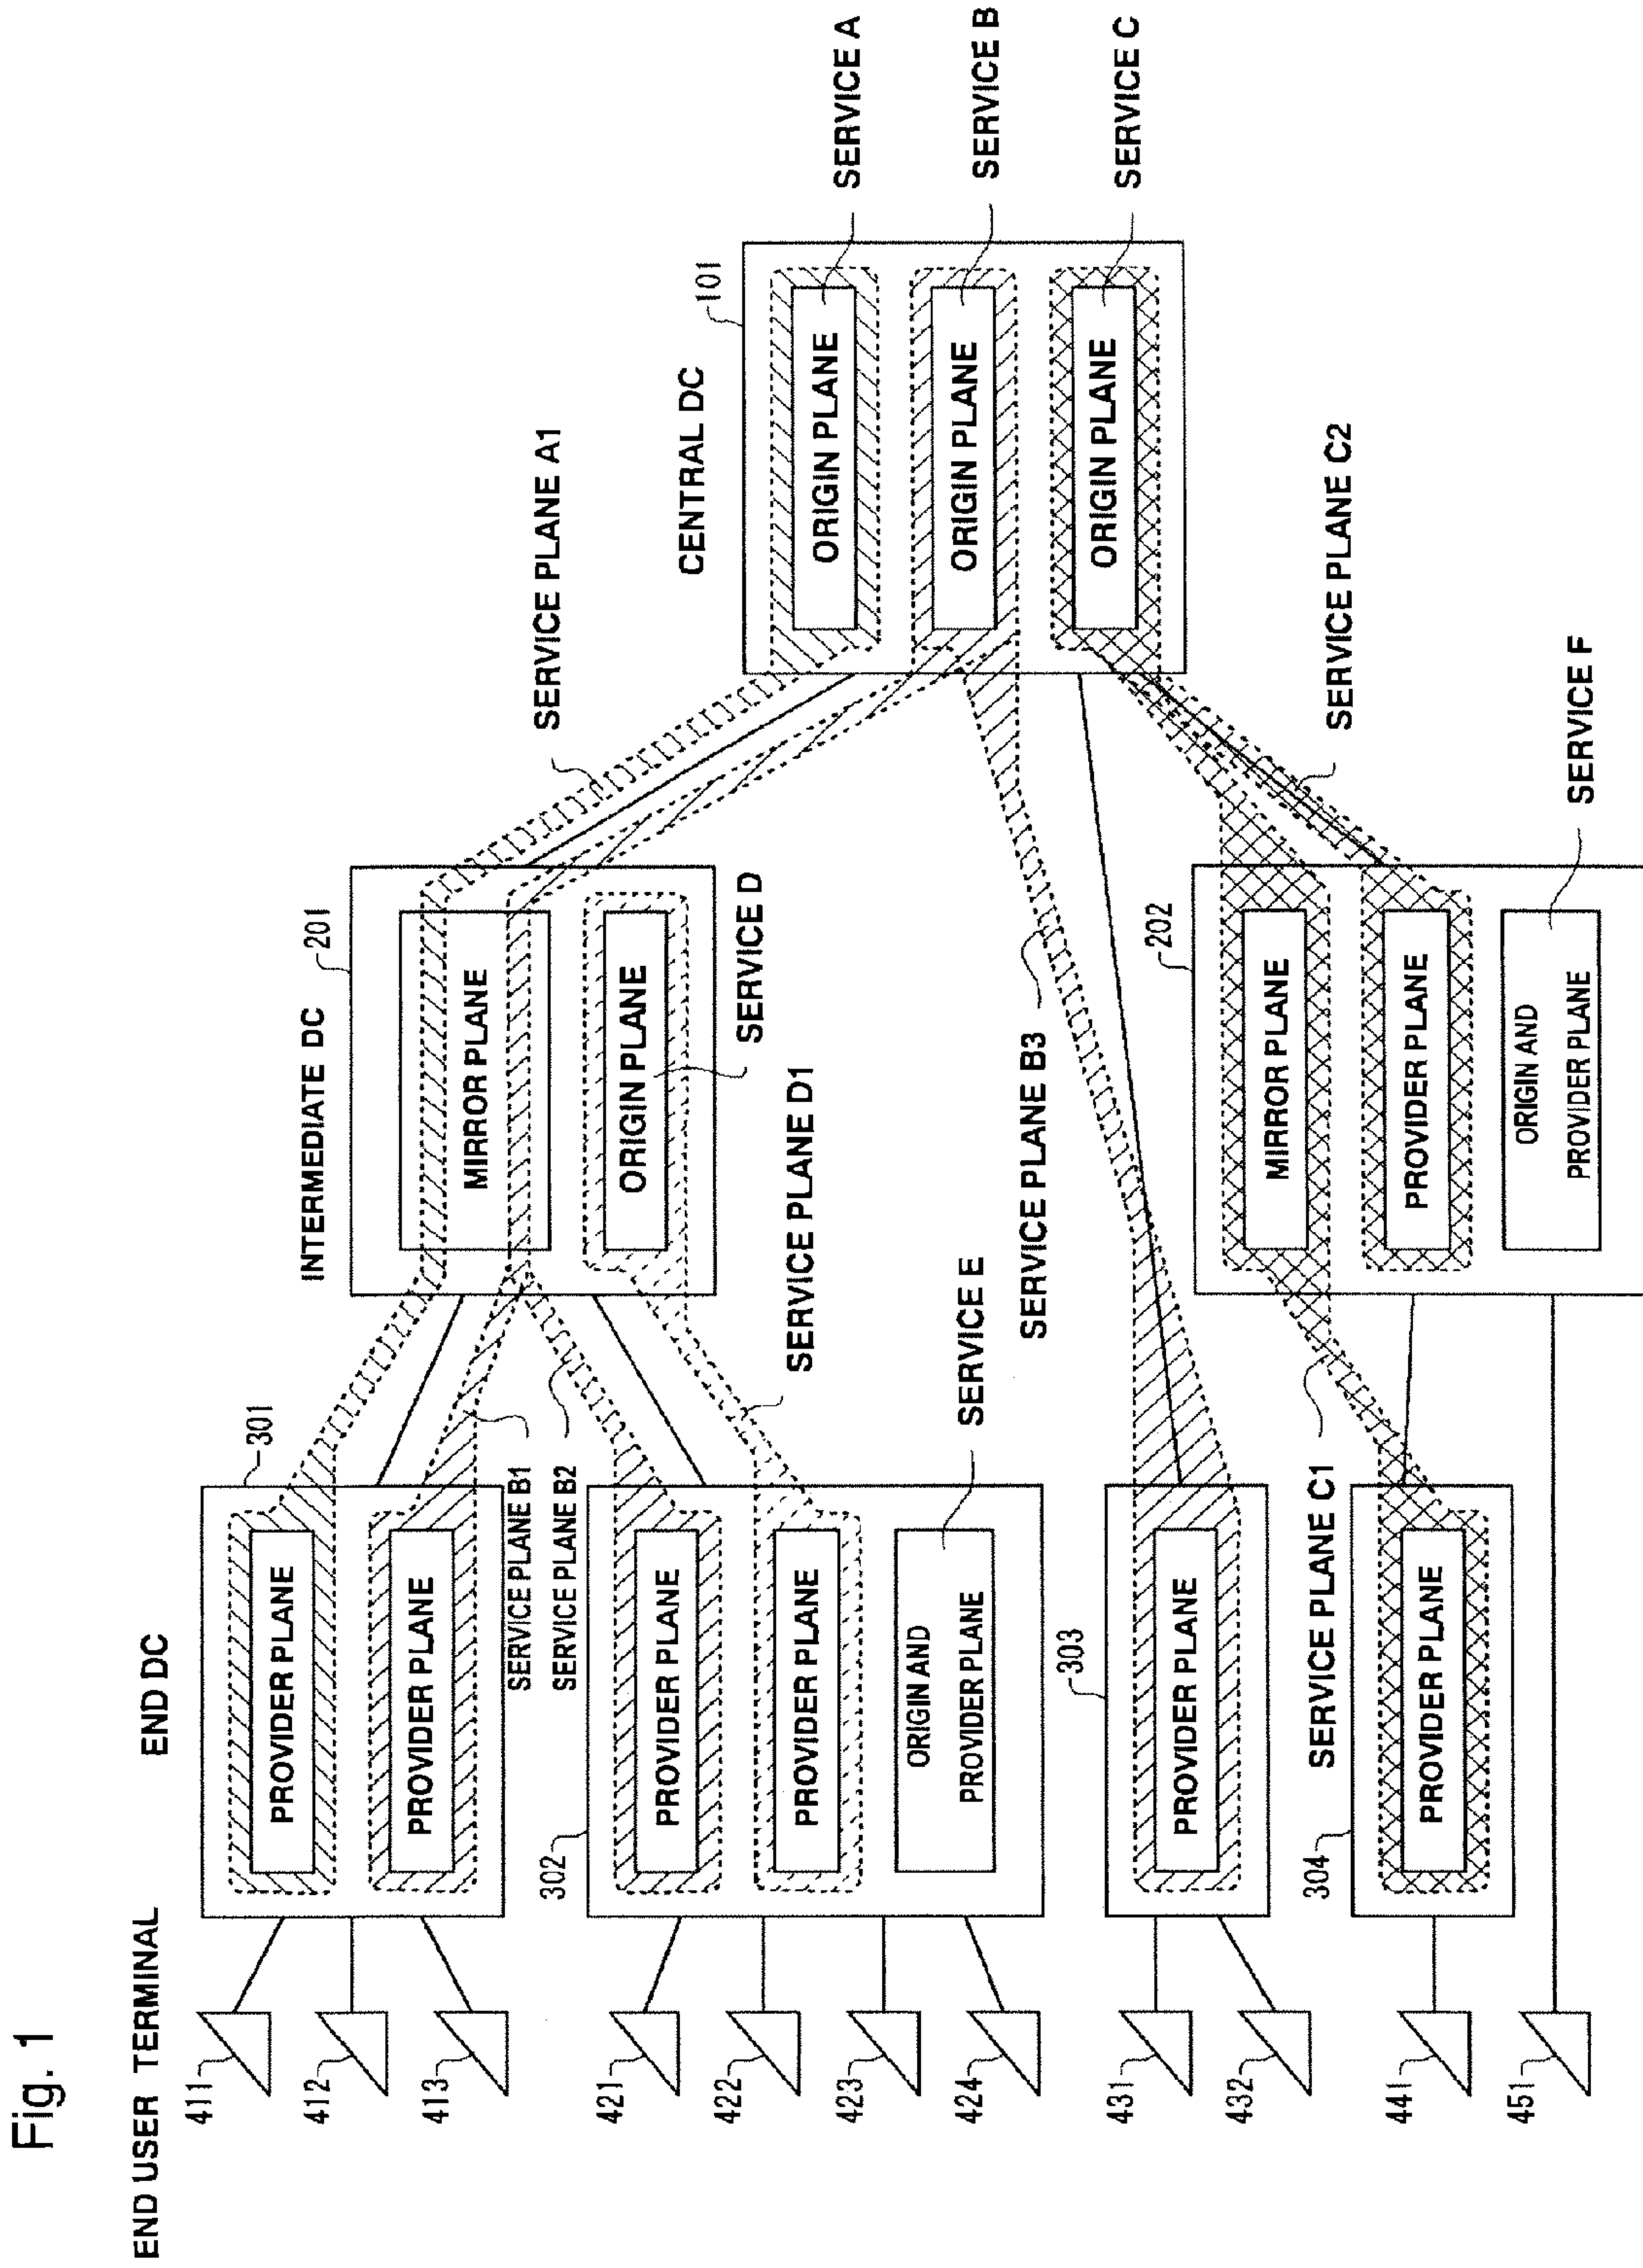 Fig. 1
END USER TERMINAL
END DC
INTERMEDIATE DC
CENTRAL DC
411
412
413
421
422
423
424
431
432
441
451
301
PROVIDER PLANE
PROVIDER PLANE
302
PROVIDER PLANE
PROVIDER PLANE
ORIGIN AND
PROVIDER PLANE
SERVICE E
303
PROVIDER PLANE
304
PROVIDER PLANE
SERVICE PLANE B1
SERVICE PLANE B2
SERVICE PLANE D1
SERVICE PLANE B3
SERVICE PLANE C1
201
MIRROR PLANE
ORIGIN PLANE
SERVICE D
202
MIRROR PLANE
PROVIDER PLANE
ORIGIN AND
PROVIDER PLANE
SERVICE F
SERVICE PLANE A1
SERVICE PLANE C2
101
ORIGIN PLANE
ORIGIN PLANE
ORIGIN PLANE
SERVICE A
SERVICE B
SERVICE C